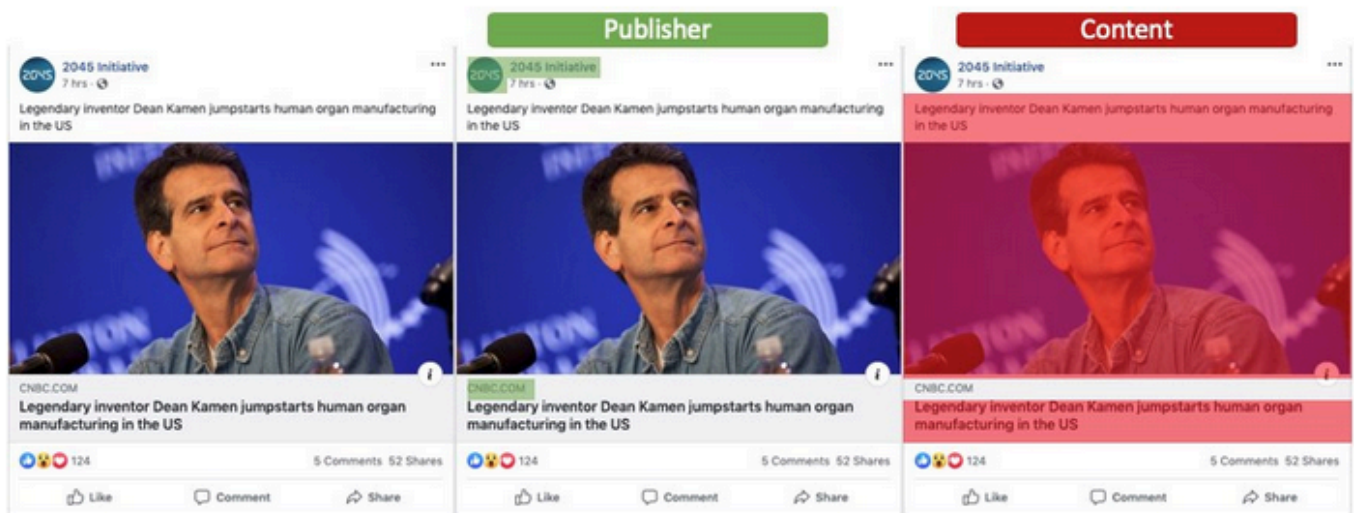 Publisher
Content
2045
2045 Initiative
7 hrs ·
Legendary inventor Dean Kamen jumpstarts human organ manufacturing
in the US
CNBC.COM
Legendary inventor Dean Kamen jumpstarts human organ
manufacturing in the US
124
5 Comments 52 Shares
Like
Comment
Share
2045
2045 Initiative
7 hrs ·
Legendary inventor Dean Kamen jumpstarts human organ manufacturing
in the US
CNBC.COM
Legendary inventor Dean Kamen jumpstarts human organ
manufacturing in the US
124
5 Comments 52 Shares
Like
Comment
Share
2045
2045 Initiative
7 hrs ·
Legendary inventor Dean Kamen jumpstarts human organ manufacturing
in the US
CNBC.COM
Legendary inventor Dean Kamen jumpstarts human organ
manufacturing in the US
124
5 Comments 52 Shares
Like
Comment
Share